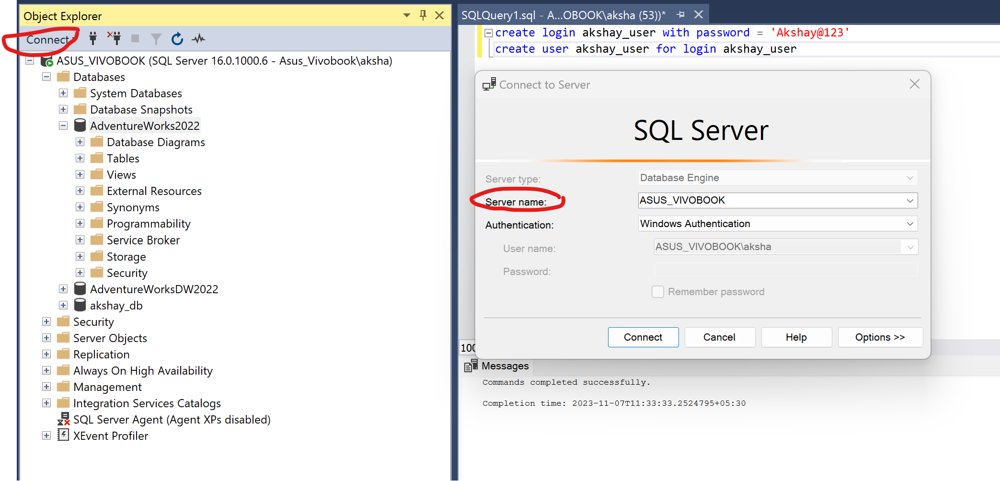 Object Explorer
Connect
ASUS_VIVOBOOK (SQL Server 16.0.1000.6 - Asus_Vivobook\aksha)
Databases
System Databases
Database Snapshots
AdventureWorks2022
Database Diagrams
Tables
Views
External Resources
Synonyms
Programmability
Service Broker
Storage
Security
AdventureWorksDW2022
akshay_db
Security
Server Objects
Replication
Always On High Availability
Management
Integration Services Catalogs
SQL Server Agent (Agent XPs disabled)
XEvent Profiler
SQLQuery1.sql - A...OBOOK\aksha (53))*
create login akshay_user with password = 'Akshay@123'
create user akshay_user for login akshay_user
Connect to Server
SQL Server
Server type: Database Engine
Server name: ASUS_VIVOBOOK
Authentication: Windows Authentication
User name: ASUS_VIVOBOOK\aksha
Password:
Remember password
Connect Cancel Help Options >>
100
Messages
Commands completed successfully.
Completion time: 2023-11-07T11:33:33.2524795+05:30